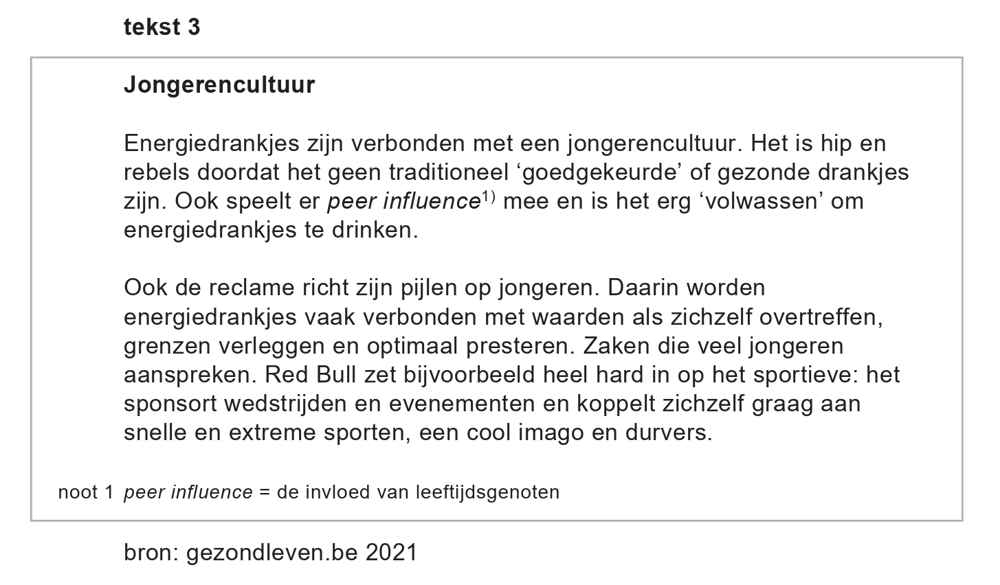 tekst 3
Jongerencultuur
Energiedrankjes zijn verbonden met een jongerencultuur. Het is hip en
rebels doordat het geen traditioneel ‘goedgekeurde’ of gezonde drankjes
zijn. Ook speelt er peer influence1) mee en is het erg ‘volwassen’ om
energiedrankjes te drinken.
Ook de reclame richt zijn pijlen op jongeren. Daarin worden
energiedrankjes vaak verbonden met waarden als zichzelf overtreffen,
grenzen verleggen en optimaal presteren. Zaken die veel jongeren
aanspreken. Red Bull zet bijvoorbeeld heel hard in op het sportieve: het
sponsort wedstrijden en evenementen en koppelt zichzelf graag aan
snelle en extreme sporten, een cool imago en durvers.
noot 1 peer influence = de invloed van leeftijdsgenoten
bron: gezondleven.be 2021